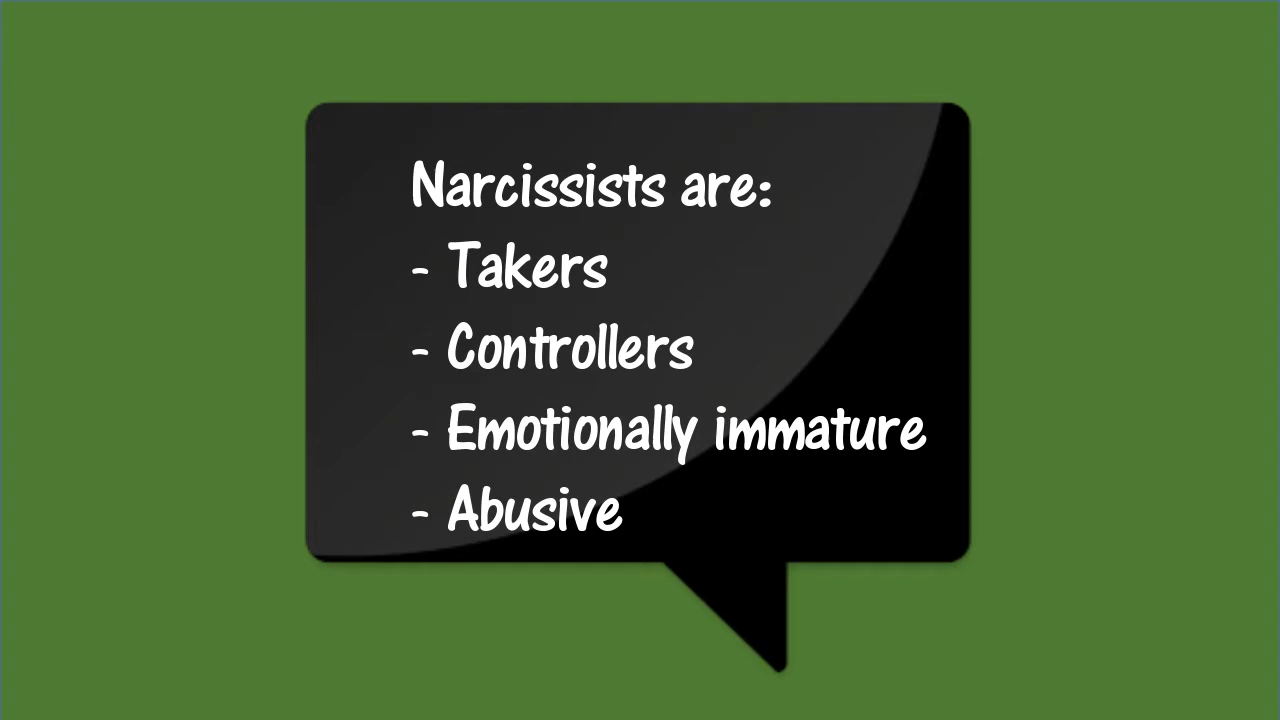 Narcissists are:
- Takers
- Controllers
- Emotionally immature
- Abusive